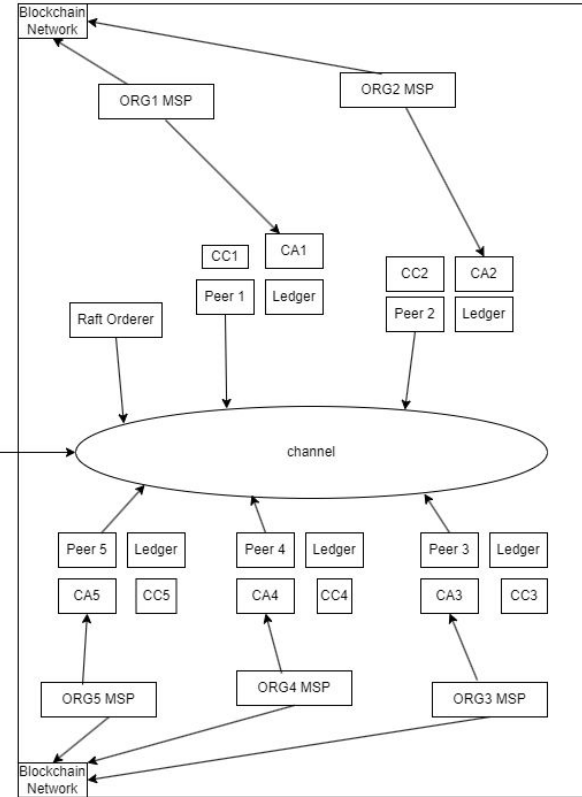 Blockchain
Network
ORG1 MSP
ORG2 MSP
CC1
CA1
CC2
CA2
Peer 1
Ledger
Peer 2
Ledger
Raft Orderer
channel
Peer 5
Ledger
Peer 4
Ledger
Peer 3
Ledger
CA5
CC5
CA4
CC4
CA3
CC3
ORG5 MSP
ORG4 MSP
ORG3 MSP
Blockchain
Network